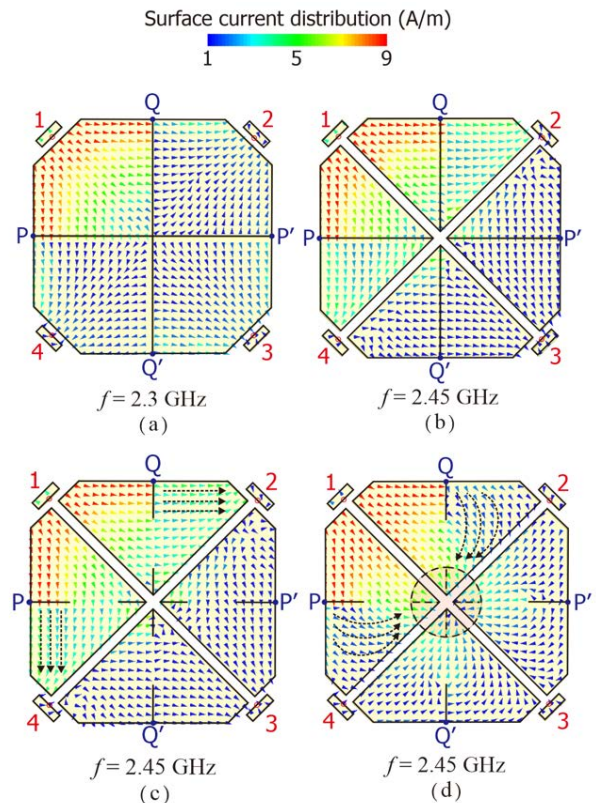 Surface current distribution (A/m)
1 5 9
Q Q
1 2 1 2
P P' P P'
4 3 4 3
Q' Q'
f = 2.3 GHz f = 2.45 GHz
(a) (b)
Q Q
1 2 1 2
P P' P P'
4 3 4 3
Q' Q'
f = 2.45 GHz f = 2.45 GHz
(c) (d)